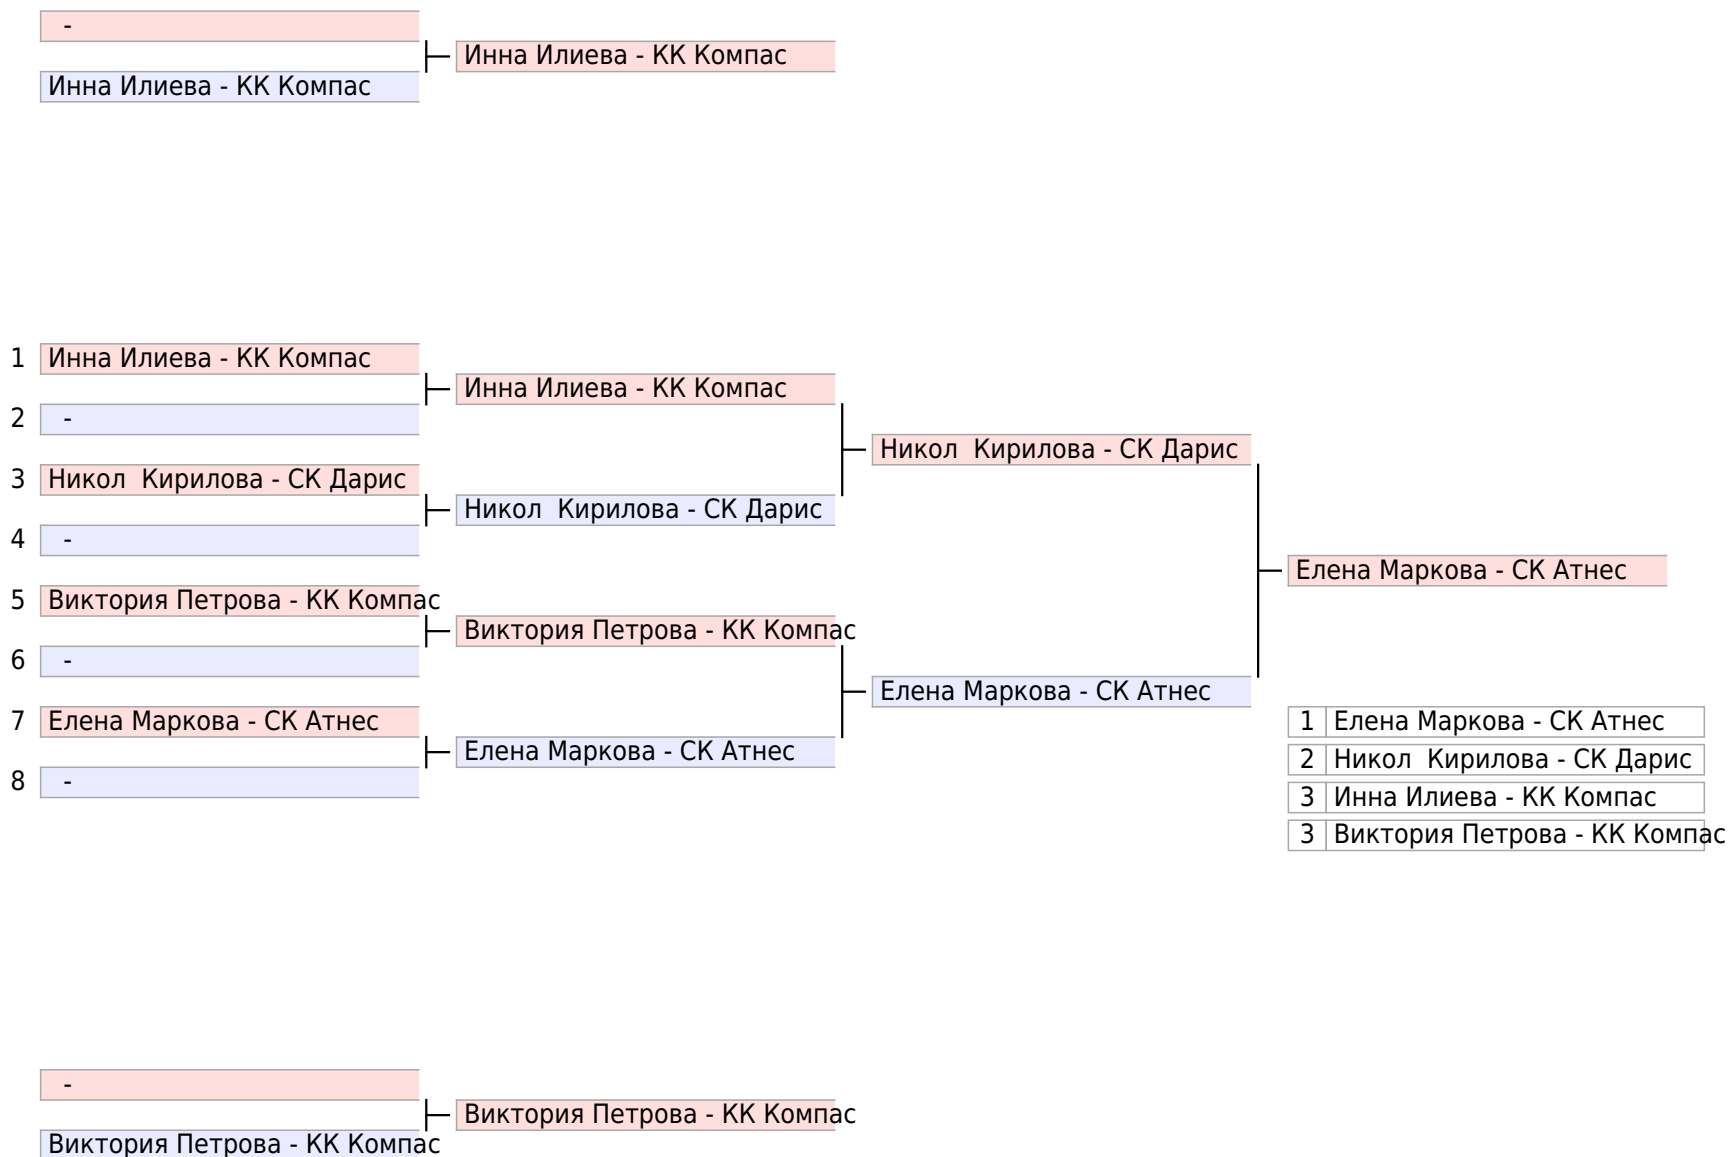 -
Инна Илиева - КК Компас
Инна Илиева - КК Компас
1 Инна Илиева - КК Компас
Инна Илиева - КК Компас
2 -
Никол  Кирилова - СК Дарис
3 Никол  Кирилова - СК Дарис
Никол  Кирилова - СК Дарис
4 -
Елена Маркова - СК Атнес
5 Виктория Петрова - КК Компас
Виктория Петрова - КК Компас
6 -
Елена Маркова - СК Атнес
7 Елена Маркова - СК Атнес
Елена Маркова - СК Атнес
8 -
1 Елена Маркова - СК Атнес
2 Никол  Кирилова - СК Дарис
3 Инна Илиева - КК Компас
3 Виктория Петрова - КК Компас
-
Виктория Петрова - КК Компас
Виктория Петрова - КК Компас